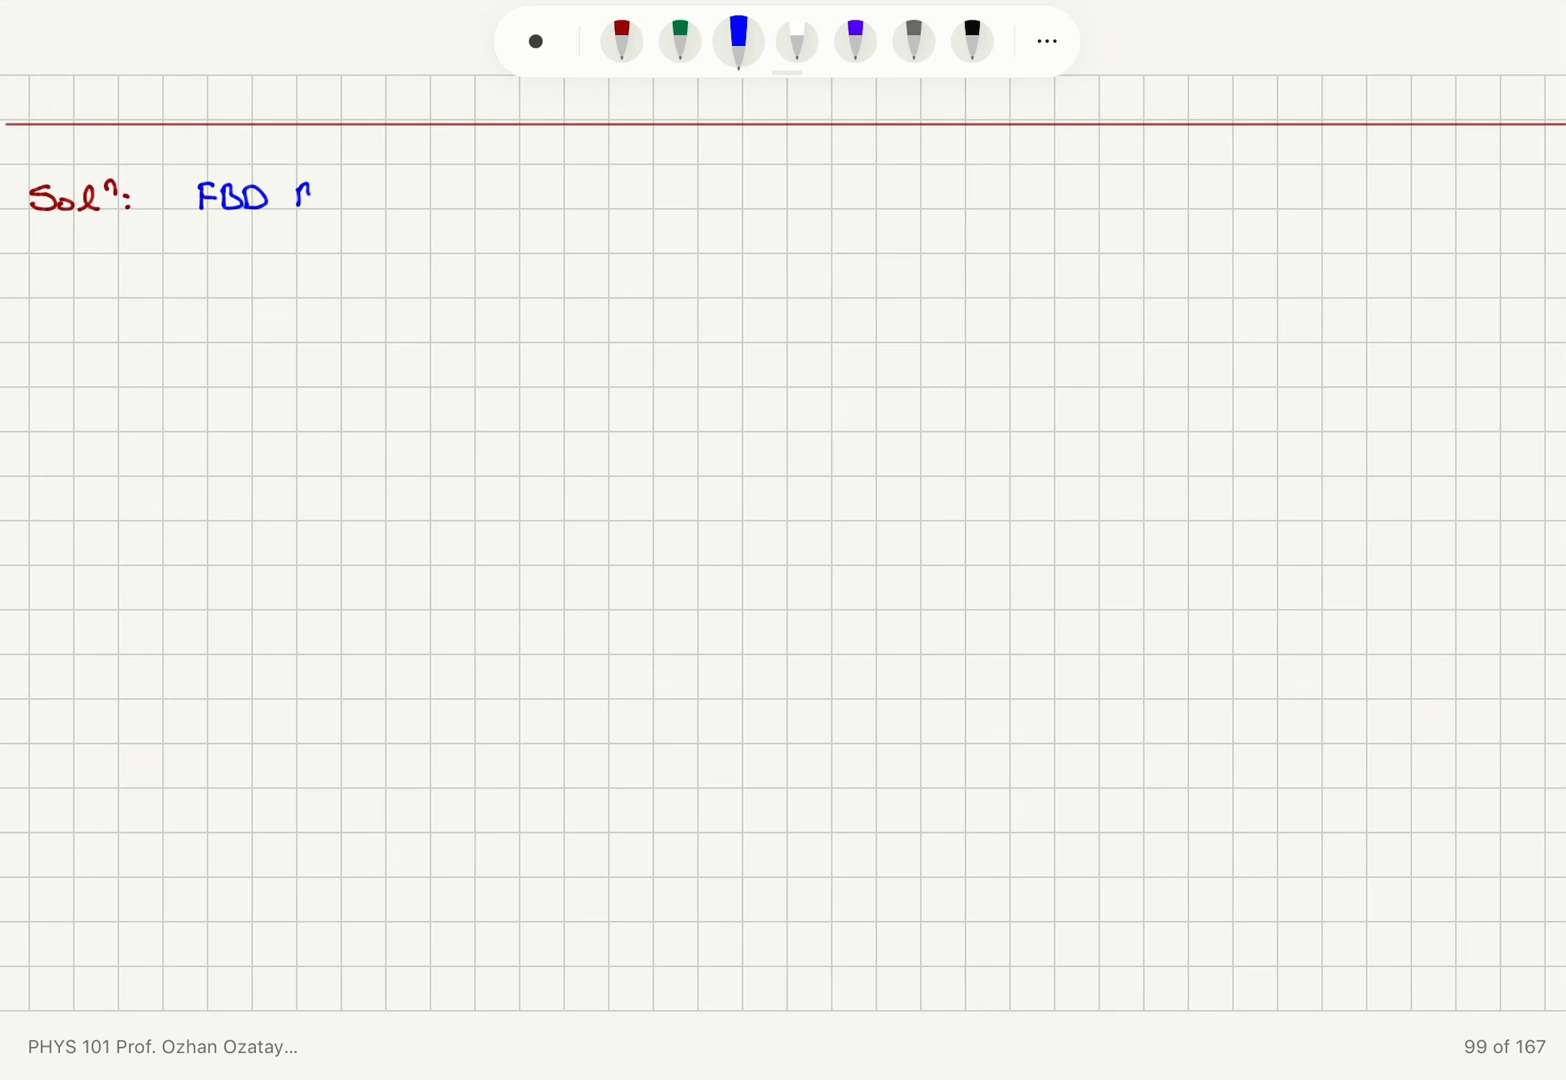 Solⁿ: FBD
PHYS 101 Prof. Ozhan Ozatay...
99 of 167